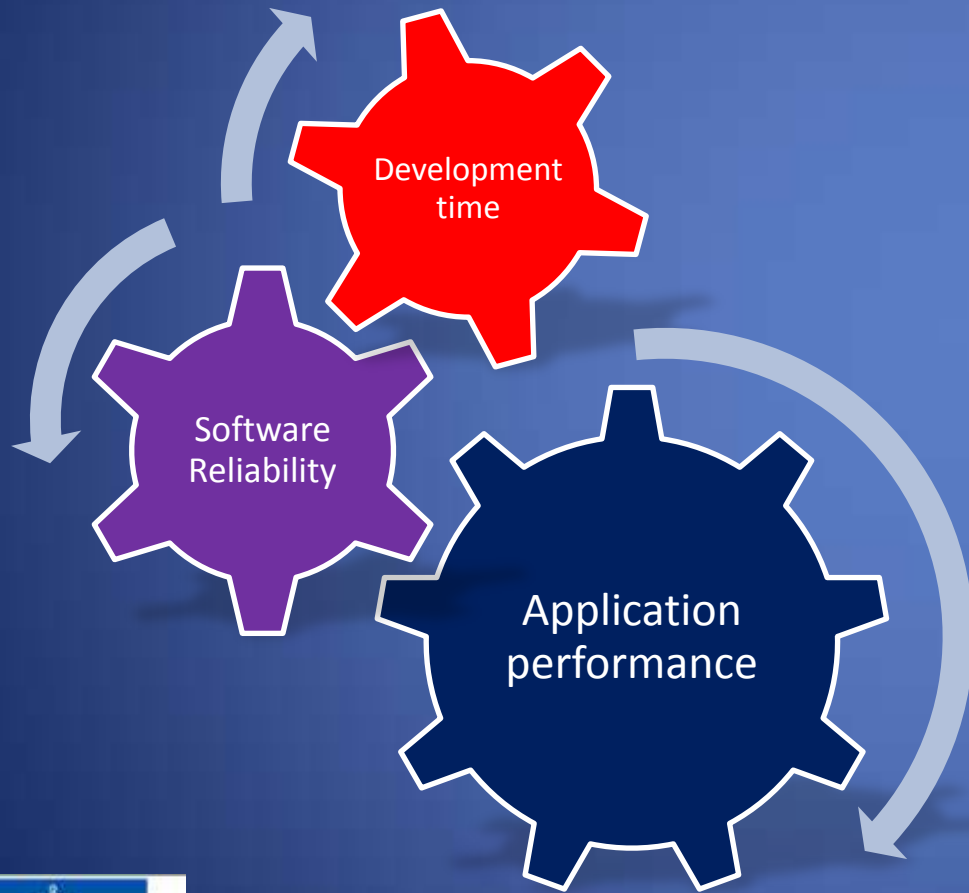 Development
time
Software
Reliability
Application
performance